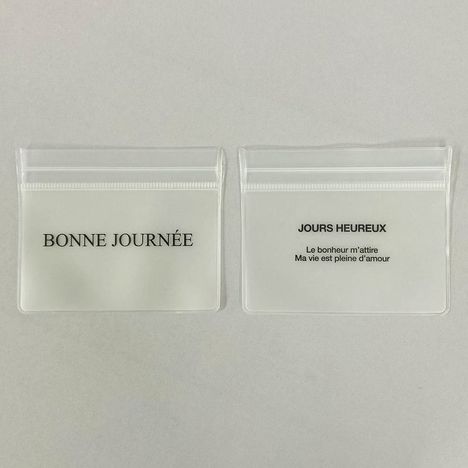 BONNE JOURNÉE
JOURS HEUREUX
Le bonheur m'attire
Ma vie est pleine d'amour